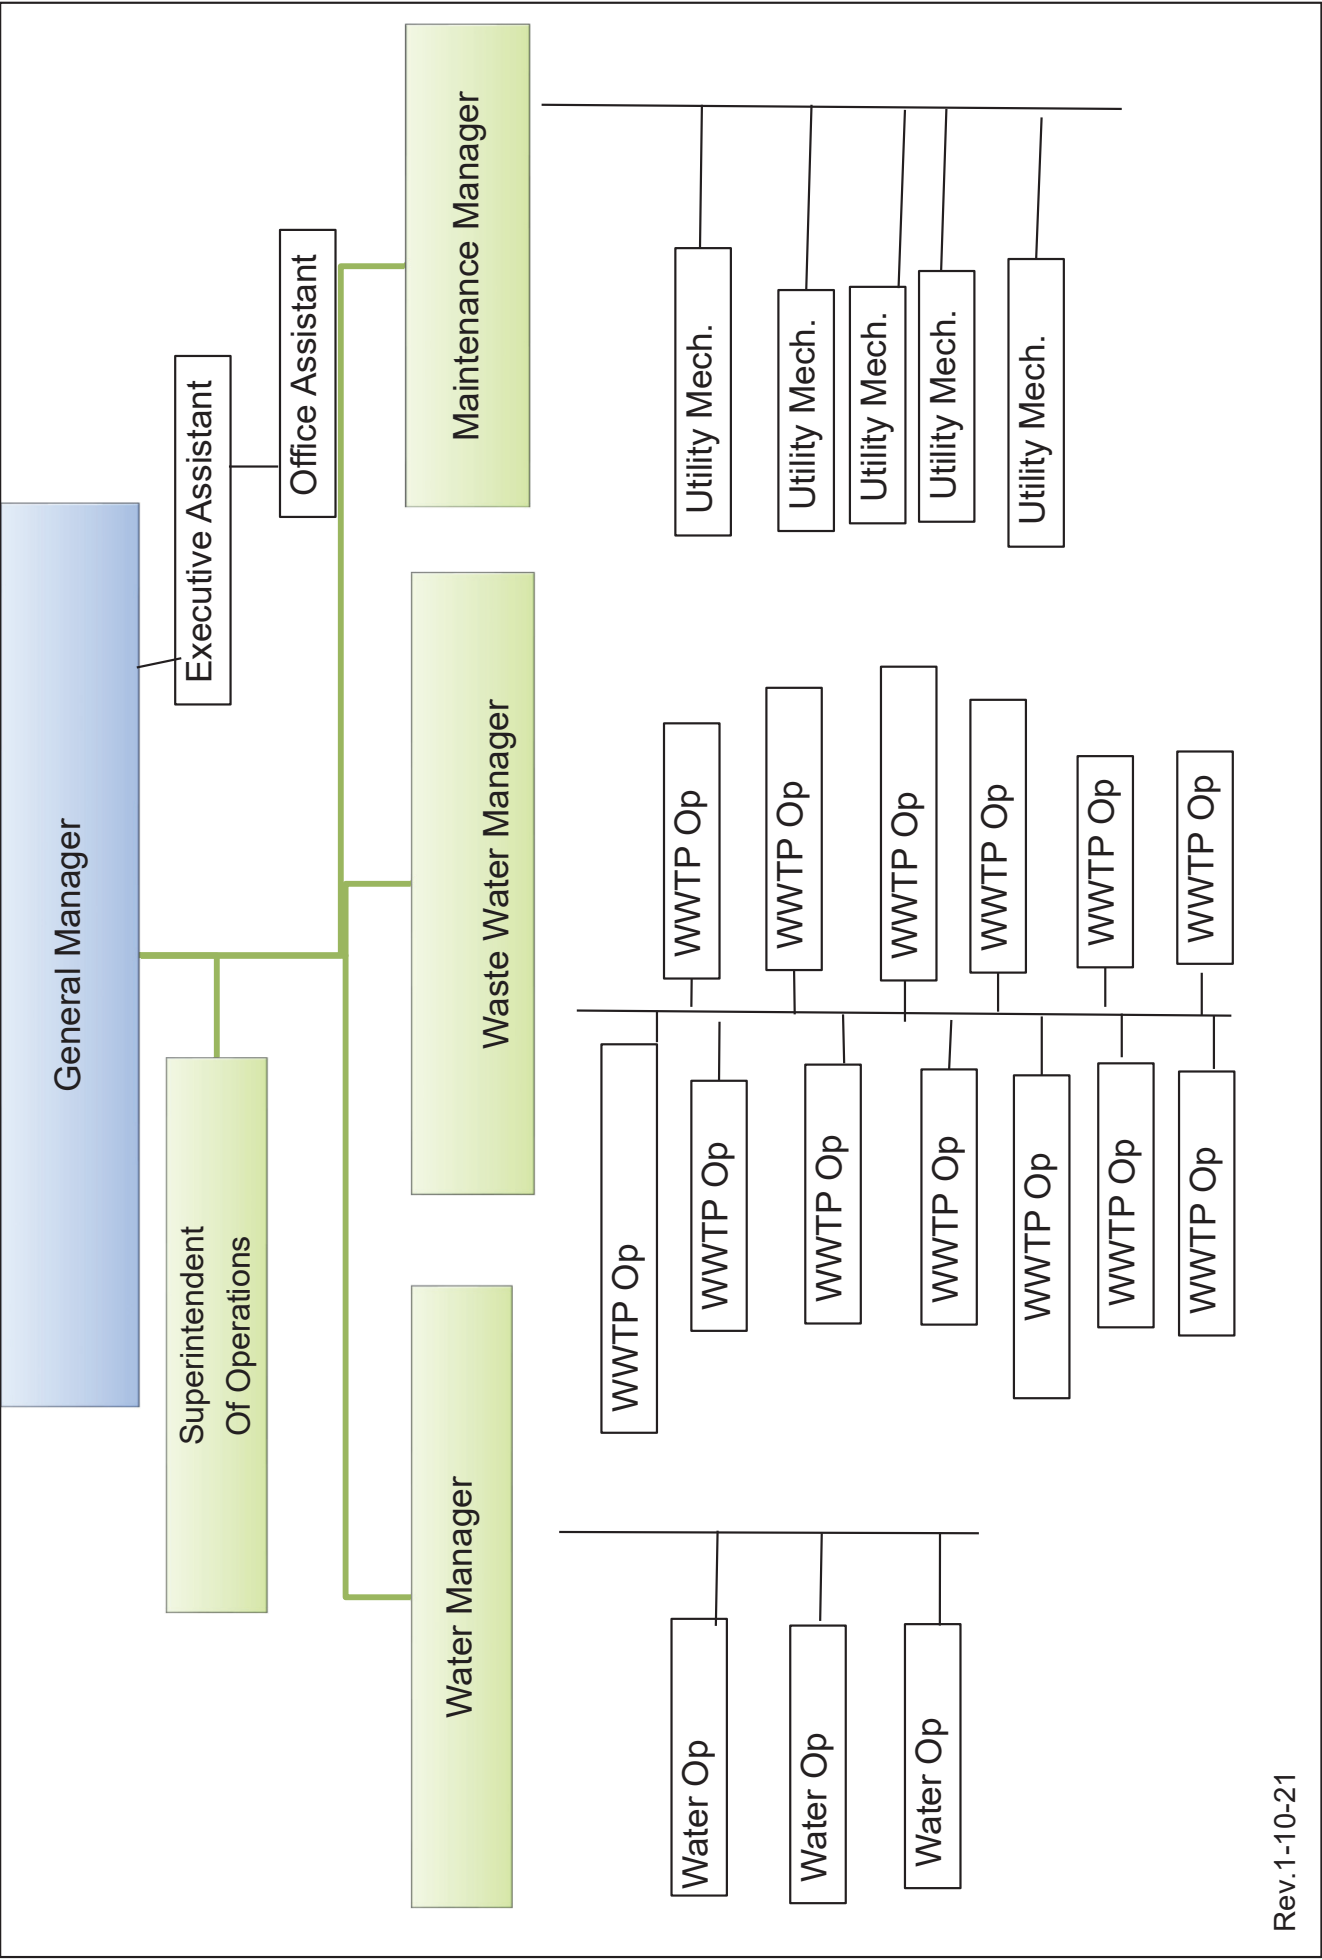 General Manager
Superintendent
Of Operations
Executive Assistant
Office Assistant
Water Manager
Waste Water Manager
Maintenance Manager
Water Op
Water Op
Water Op
WWTP Op
WWTP Op
WWTP Op
WWTP Op
WWTP Op
WWTP Op
WWTP Op
WWTP Op
WWTP Op
WWTP Op
WWTP Op
WWTP Op
WWTP Op
Utility Mech.
Utility Mech.
Utility Mech.
Utility Mech.
Utility Mech.
Rev.1-10-21